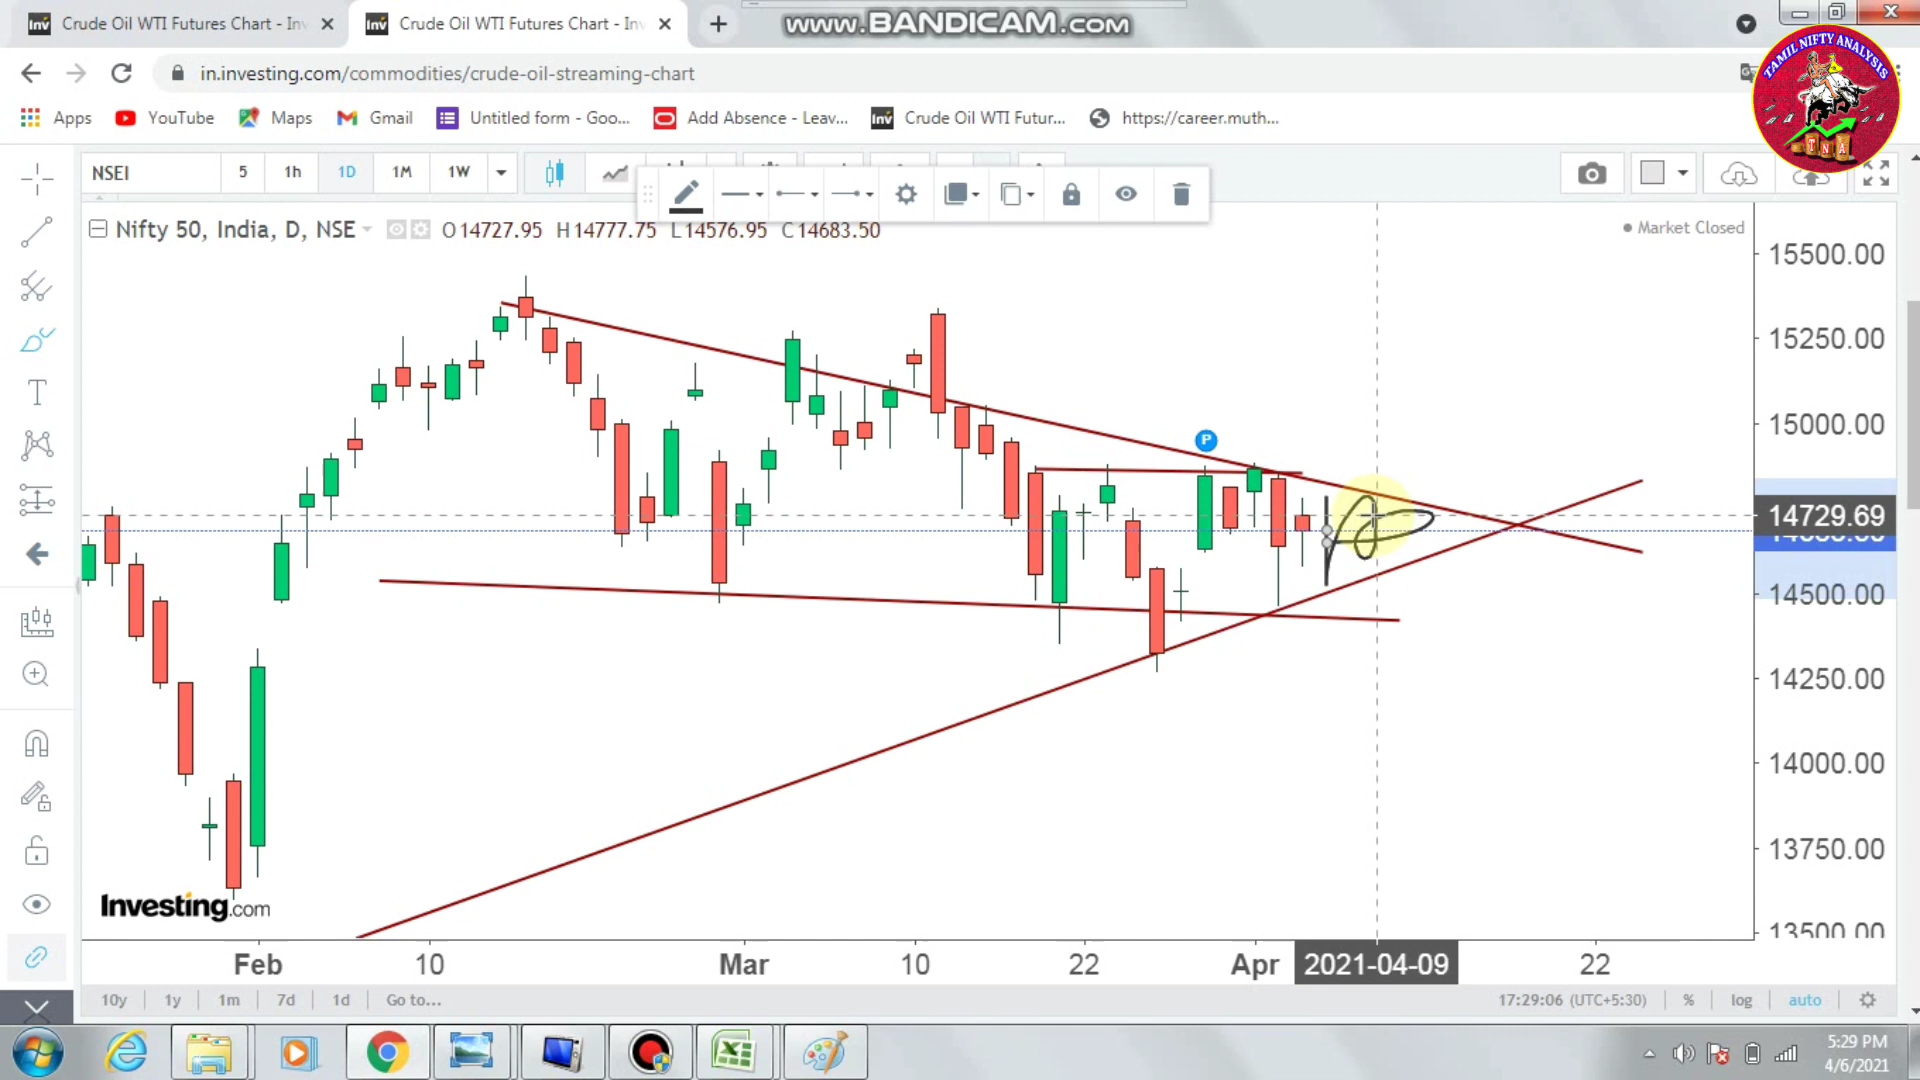 Crude Oil WTI Futures Chart - Inv
Crude Oil WTI Futures Chart - Inv
www.BANDICAM.com
TAMIL NIFTY ANALYSIS
T N A
in.investing.com/commodities/crude-oil-streaming-chart
Apps
YouTube
Maps
Gmail
Untitled form - Goo...
Add Absence - Leav...
Crude Oil WTI Futur...
https://career.muth...
NSEI
5
1h
1D
1M
1W
Nifty 50, India, D, NSE
O14727.95 H14777.75 L14576.95 C14683.50
Market Closed
15500.00
15250.00
15000.00
14729.69
14500.00
14250.00
14000.00
13750.00
13500.00
P
Investing.com
Feb
10
Mar
10
22
Apr
2021-04-09
22
10y
1y
1m
7d
1d
Go to...
17:29:06 (UTC+5:30)
%
log
auto
5:29 PM
4/6/2021